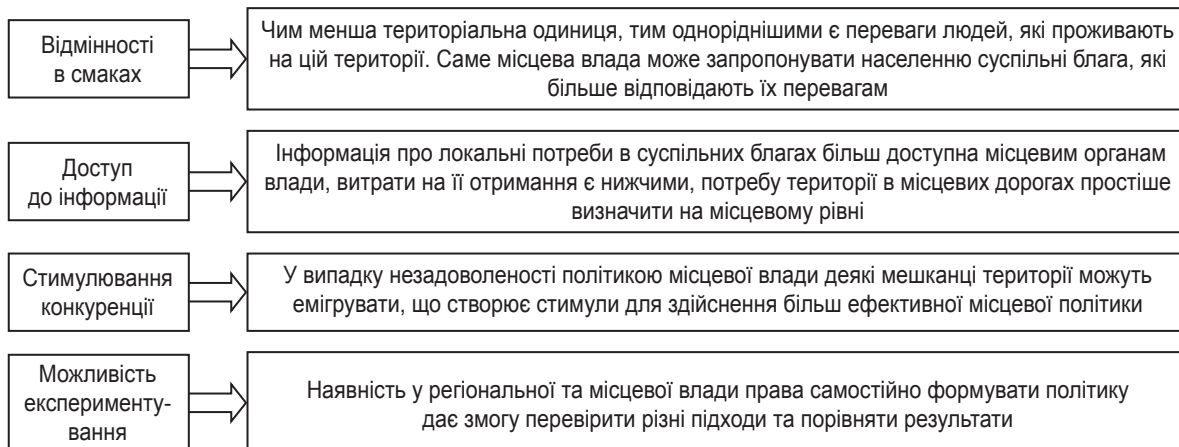 Відмінності
в смаках
Чим менша територіальна одиниця, тим одноріднішими є переваги людей, які проживають
на цій території. Саме місцева влада може запропонувати населенню суспільні блага, які
більше відповідають їх перевагам
Доступ
до інформації
Інформація про локальні потреби в суспільних благах більш доступна місцевим органам
влади, витрати на її отримання є нижчими, потребу території в місцевих дорогах простіше
визначити на місцевому рівні
Стимулювання
конкуренції
У випадку незадоволеності політикою місцевої влади деякі мешканці території можуть
емігрувати, що створює стимули для здійснення більш ефективної місцевої політики
Можливість
експерименту-
вання
Наявність у регіональної та місцевої влади права самостійно формувати політику
дає змогу перевірити різні підходи та порівняти результати